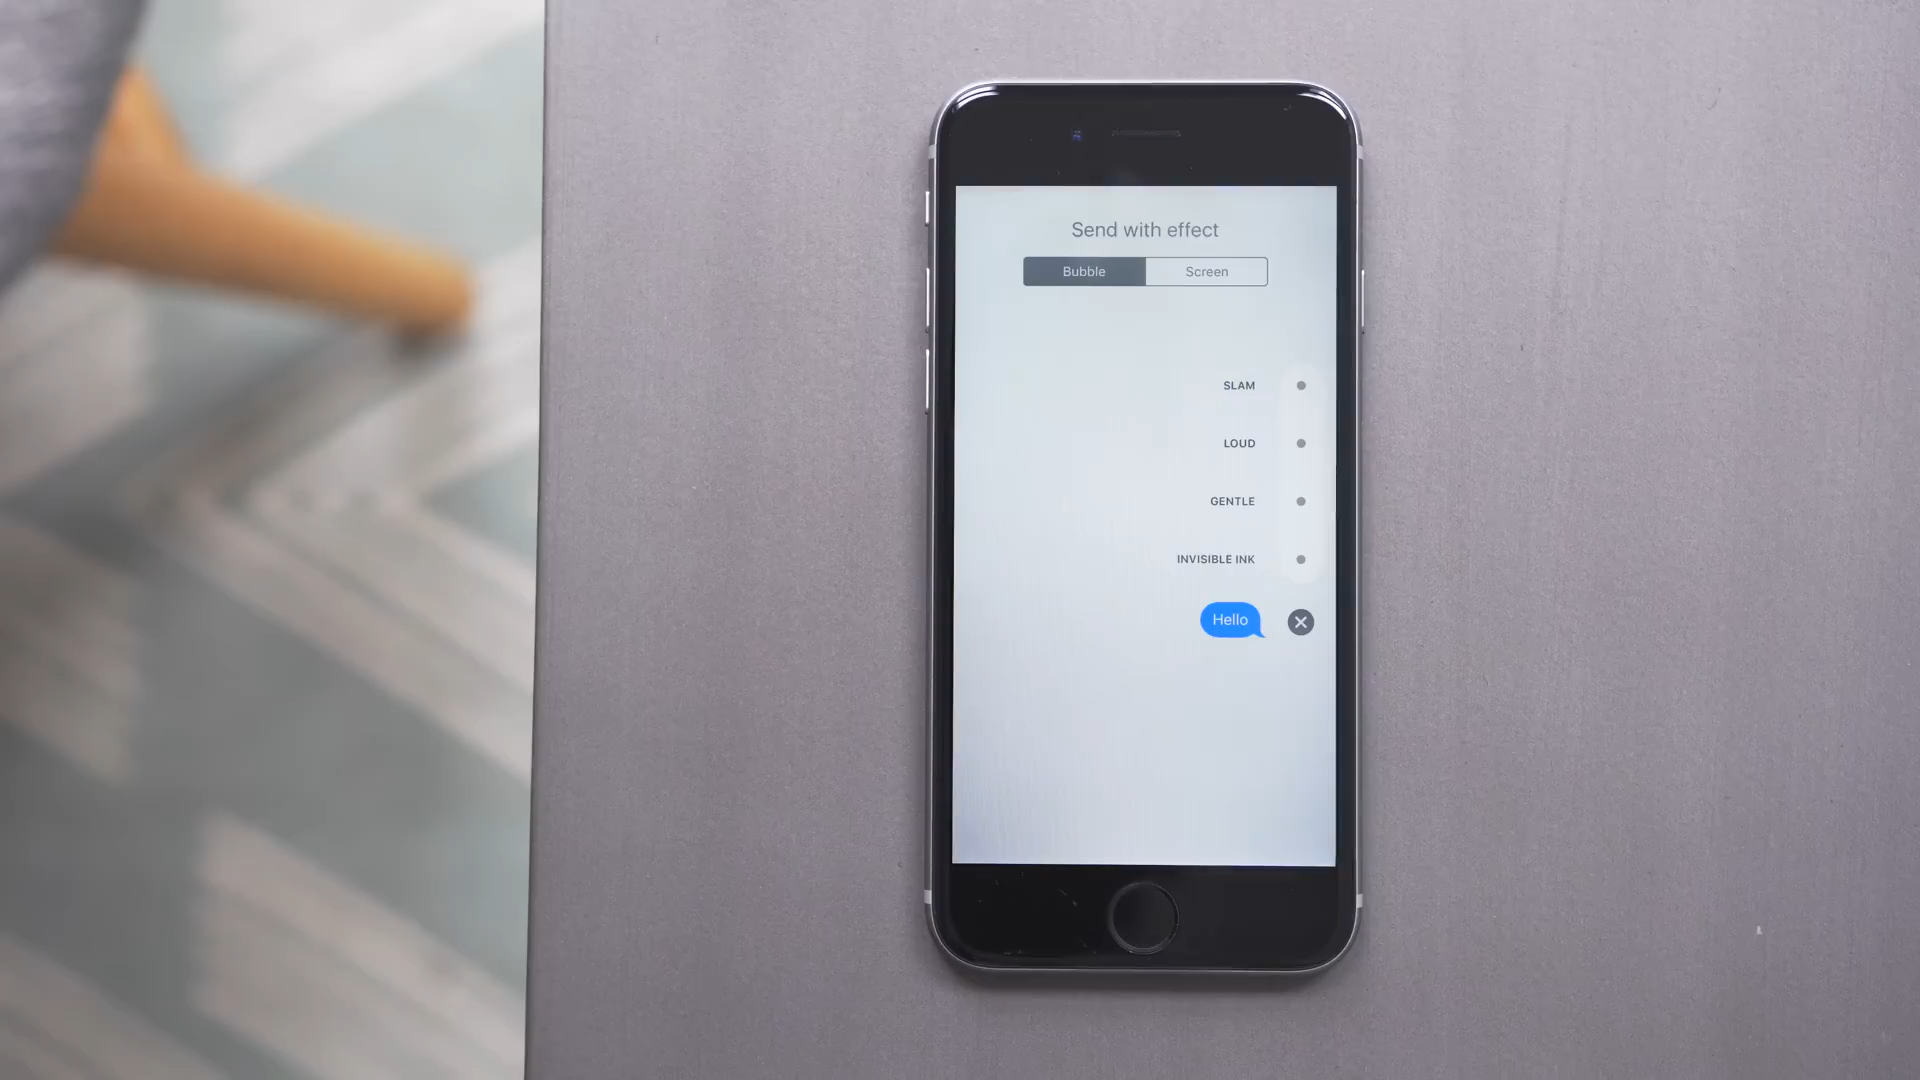 Send with effect
Bubble Screen
SLAM
LOUD
GENTLE
INVISIBLE INK
Hello